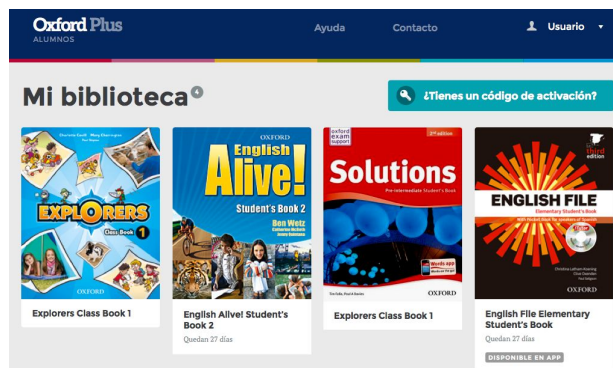 Oxford Plus
ALUMNOS
Ayuda
Contacto
Usuario
Mi biblioteca 4
¿Tienes un código de activación?
EXPLORERS
Class Book 1
OXFORD
Explorers Class Book 1
OXFORD
English
Alive!
Student's Book 2
Ben Wetz
OXFORD
English Alive! Student's
Book 2
Quedan 27 días
oxford
exam
support
2nd edition
Solutions
Pre-intermediate Student's Book
Words app
OXFORD
Explorers Class Book 1
third
edition
ENGLISH FILE
Elementary Student's Book
OXFORD
English File Elementary
Student's Book
Quedan 27 días
DISPONIBLE EN APP